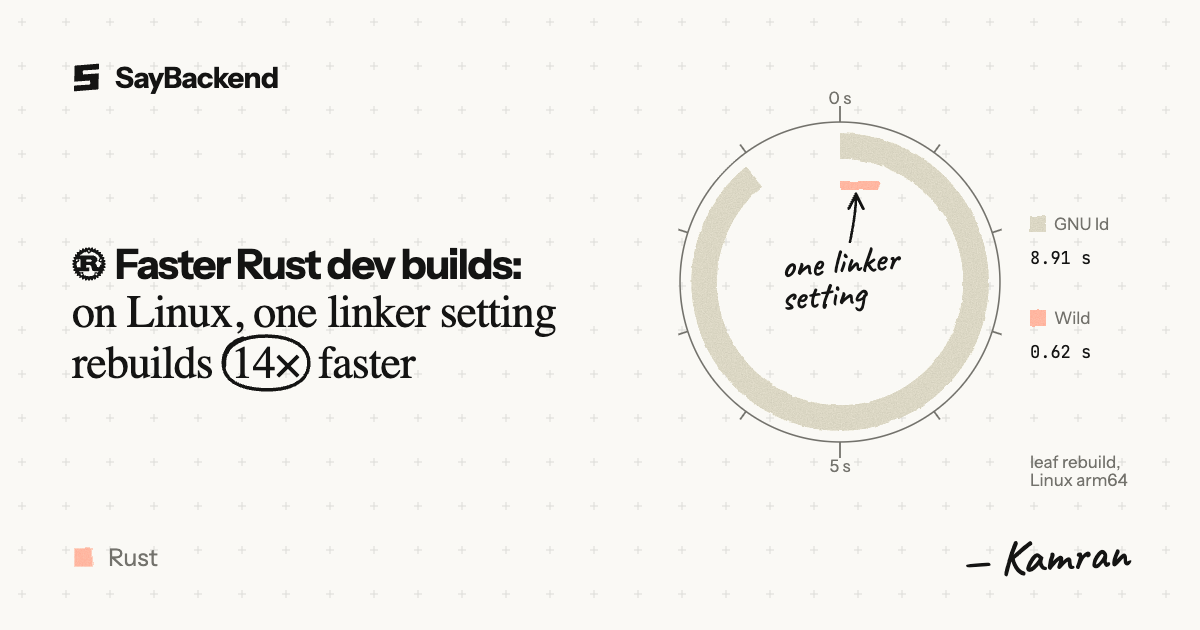 SayBackend
Faster Rust dev builds:
on Linux, one linker setting
rebuilds 14× faster
Rust
0 s
one linker
setting
5 s
GNU ld
8.91 s
Wild
0.62 s
leaf rebuild,
Linux arm64
— Kamran